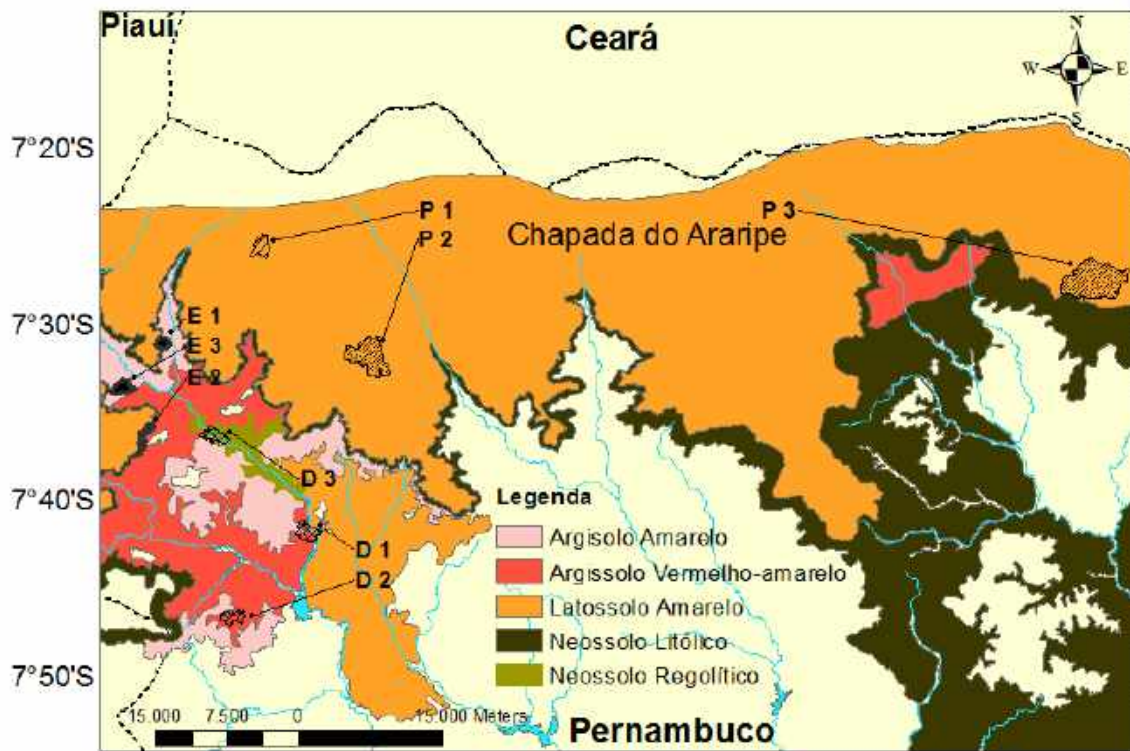 Piauí
Ceará
N
W E
S
7°20'S
P 1
P 2
P 3
Chapada do Araripe
7°30'S
E 1
E 3
E 2
D 3
7°40'S
Legenda
Argisolo Amarelo
D 1
Argissolo Vermelho-amarelo
D 2
Latossolo Amarelo
Neossolo Litólico
7°50'S
Neossolo Regolítico
15.000 7.500 0 15.000 Meters
Pernambuco